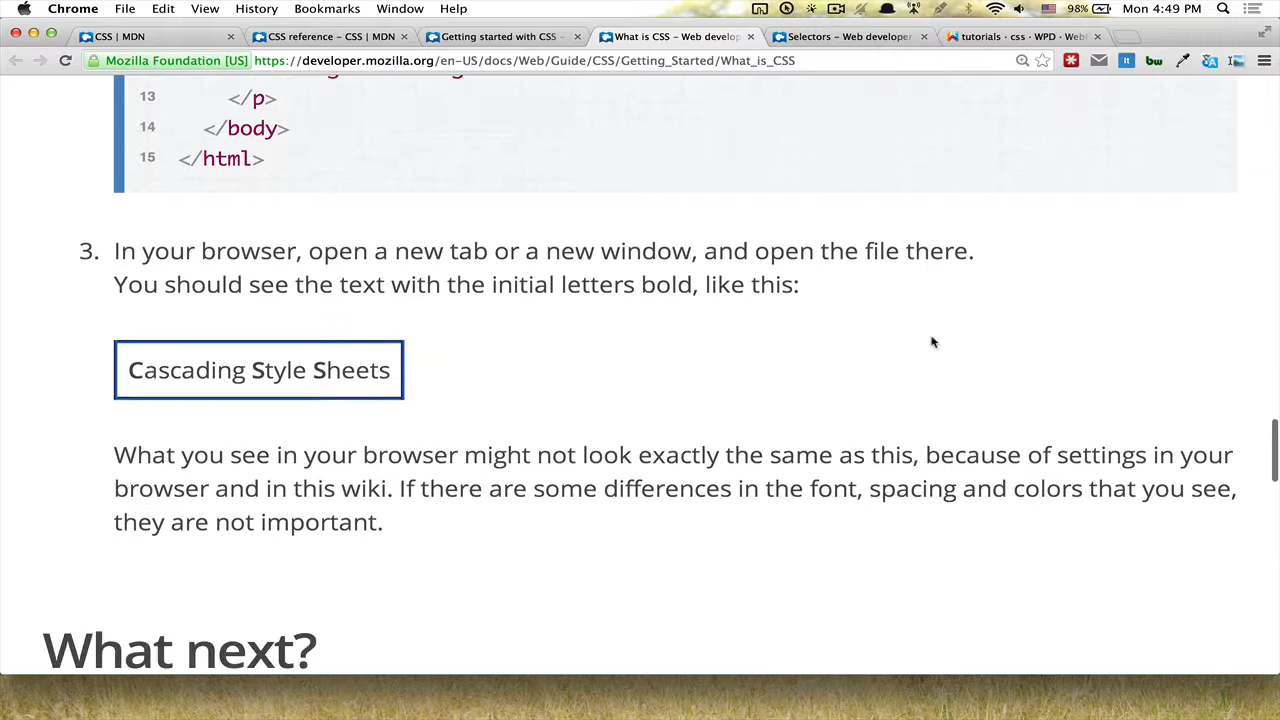 Chrome File Edit View History Bookmarks Window Help 98% Mon 4:49 PM
CSS | MDN CSS reference – CSS | MDN Getting started with CSS – What is CSS – Web develop Selectors – Web developer tutorials · css · WPD · Web
Mozilla Foundation [US] https://developer.mozilla.org/en-US/docs/Web/Guide/CSS/Getting_Started/What_is_CSS
13 </p>
14 </body>
15 </html>
3. In your browser, open a new tab or a new window, and open the file there.
You should see the text with the initial letters bold, like this:
Cascading Style Sheets
What you see in your browser might not look exactly the same as this, because of settings in your
browser and in this wiki. If there are some differences in the font, spacing and colors that you see,
they are not important.
What next?